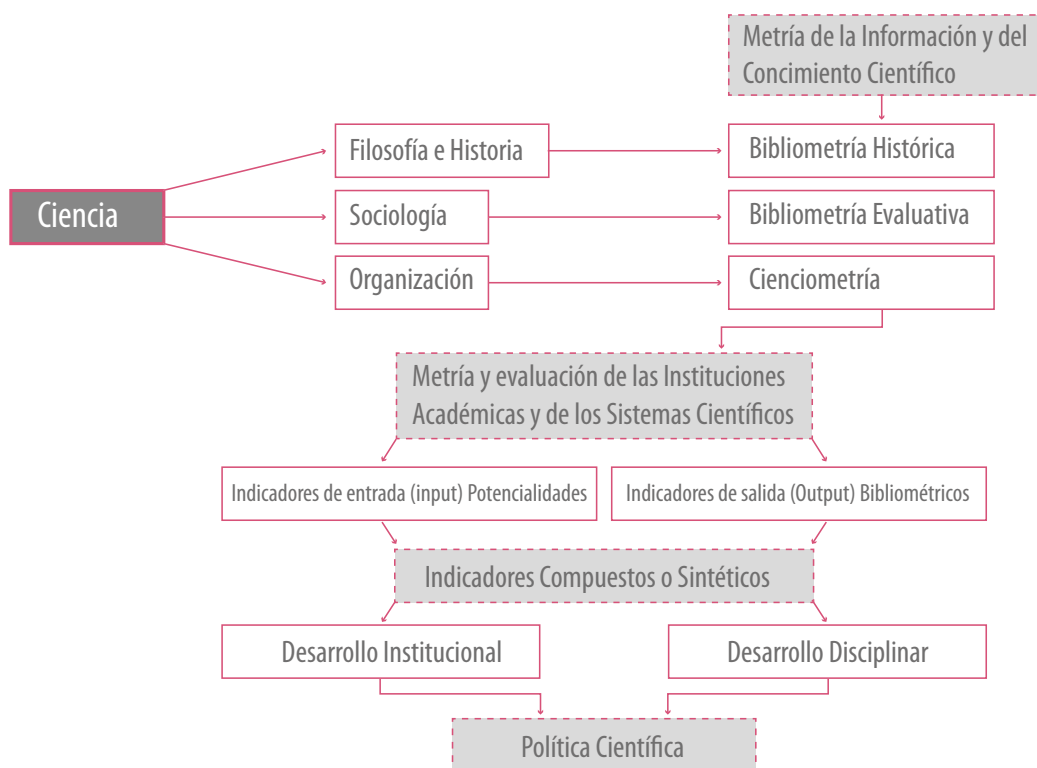 Metría de la Información y del
Concimiento Científico
Filosofía e Historia
Bibliometría Histórica
Ciencia
Sociología
Bibliometría Evaluativa
Organización
Cienciometría
Metría y evaluación de las Instituciones
Académicas y de los Sistemas Científicos
Indicadores de entrada (input) Potencialidades
Indicadores de salida (Output) Bibliométricos
Indicadores Compuestos o Sintéticos
Desarrollo Institucional
Desarrollo Disciplinar
Política Científica